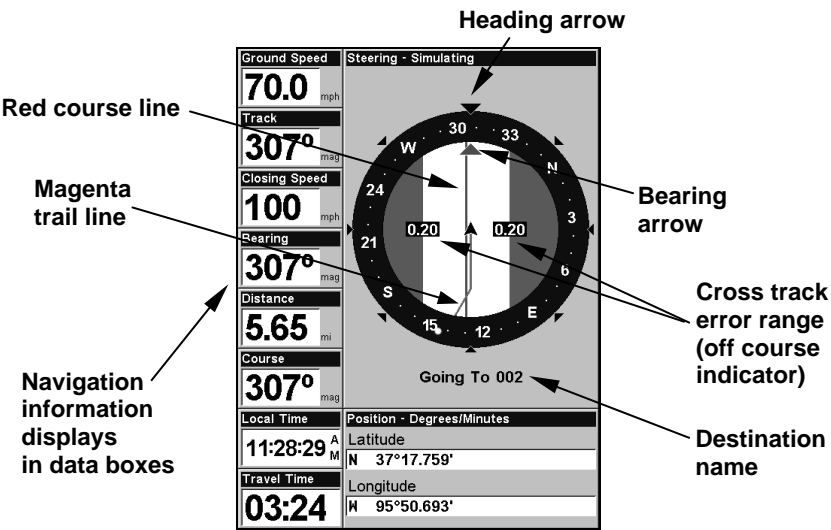 Heading arrow
Red course line
Magenta
trail line
Navigation
information
displays
in data boxes
Ground Speed
70.0 mph
Track
307º mag
Closing Speed
100 mph
Bearing
307º mag
Distance
5.65 mi
Course
307º mag
Local Time
11:28:29 AM
Travel Time
03:24
Steering - Simulating
30
33
N
3
6
E
12
15
S
21
24
W
0.20
0.20
Going To 002
Position - Degrees/Minutes
Latitude
N 37°17.759'
Longitude
W 95°50.693'
Bearing
arrow
Cross track
error range
(off course
indicator)
Destination
name